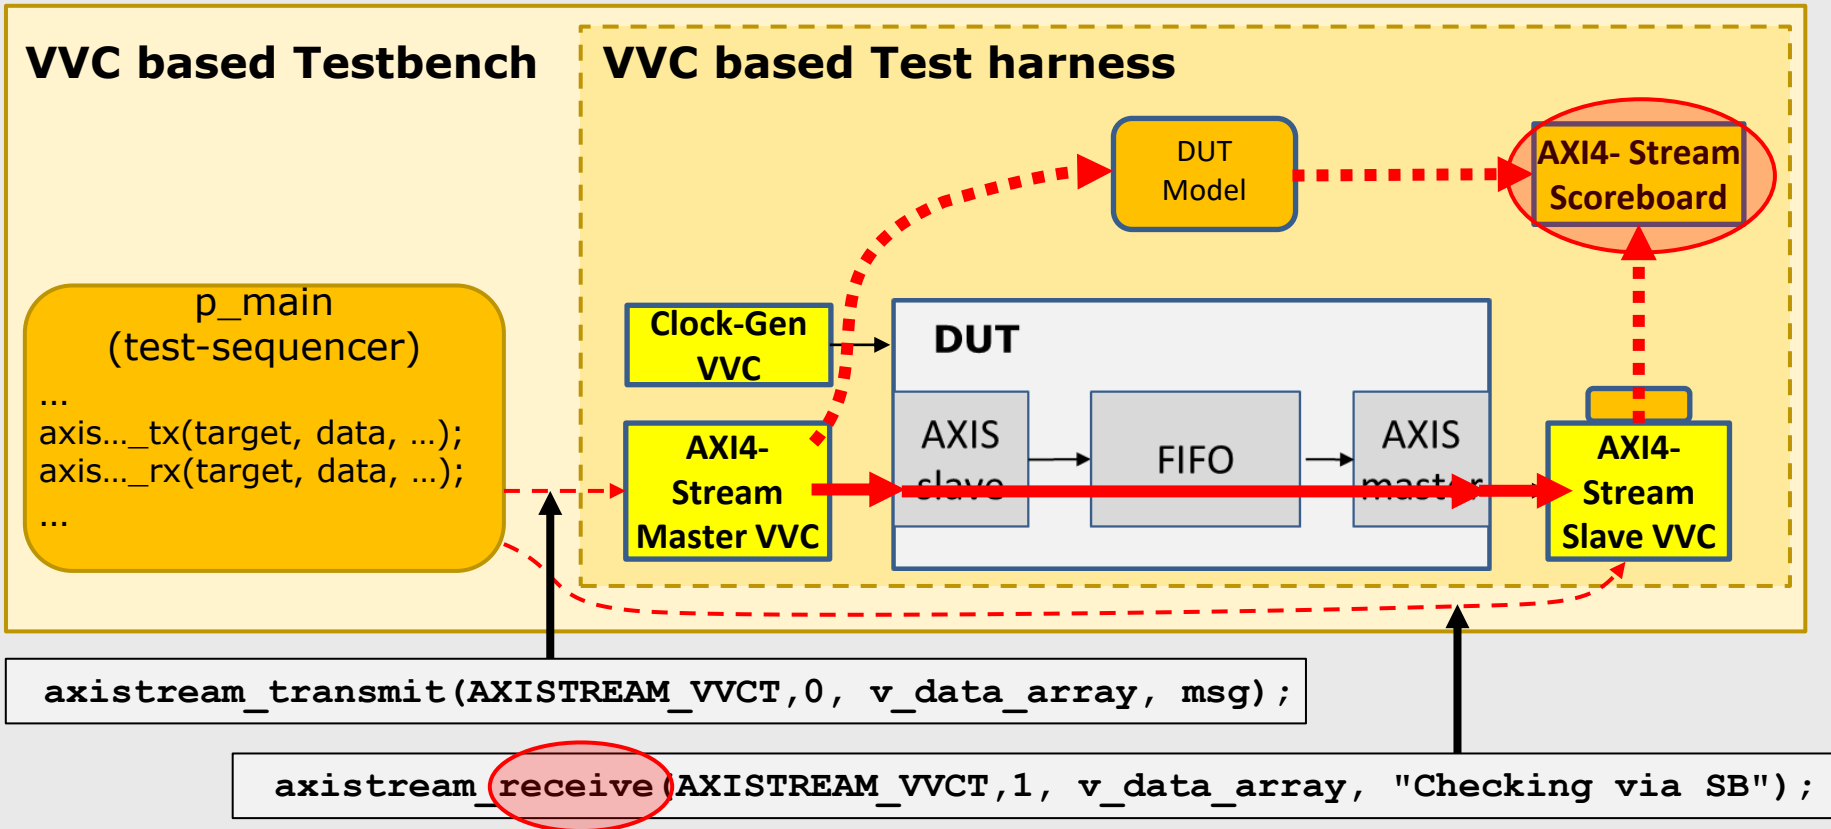 VVC based Testbench
VVC based Test harness
DUT
Model
AXI4- Stream
Scoreboard
p_main
(test-sequencer)
...
axis..._tx(target, data, ...);
axis..._rx(target, data, ...);
...
Clock-Gen
VVC
DUT
AXI4-
Stream
Master VVC
AXIS
slave
FIFO
AXIS
master
AXI4-
Stream
Slave VVC
axistream_transmit(AXISTREAM_VVCT,0, v_data_array, msg);
axistream_receive(AXISTREAM_VVCT,1, v_data_array, "Checking via SB");